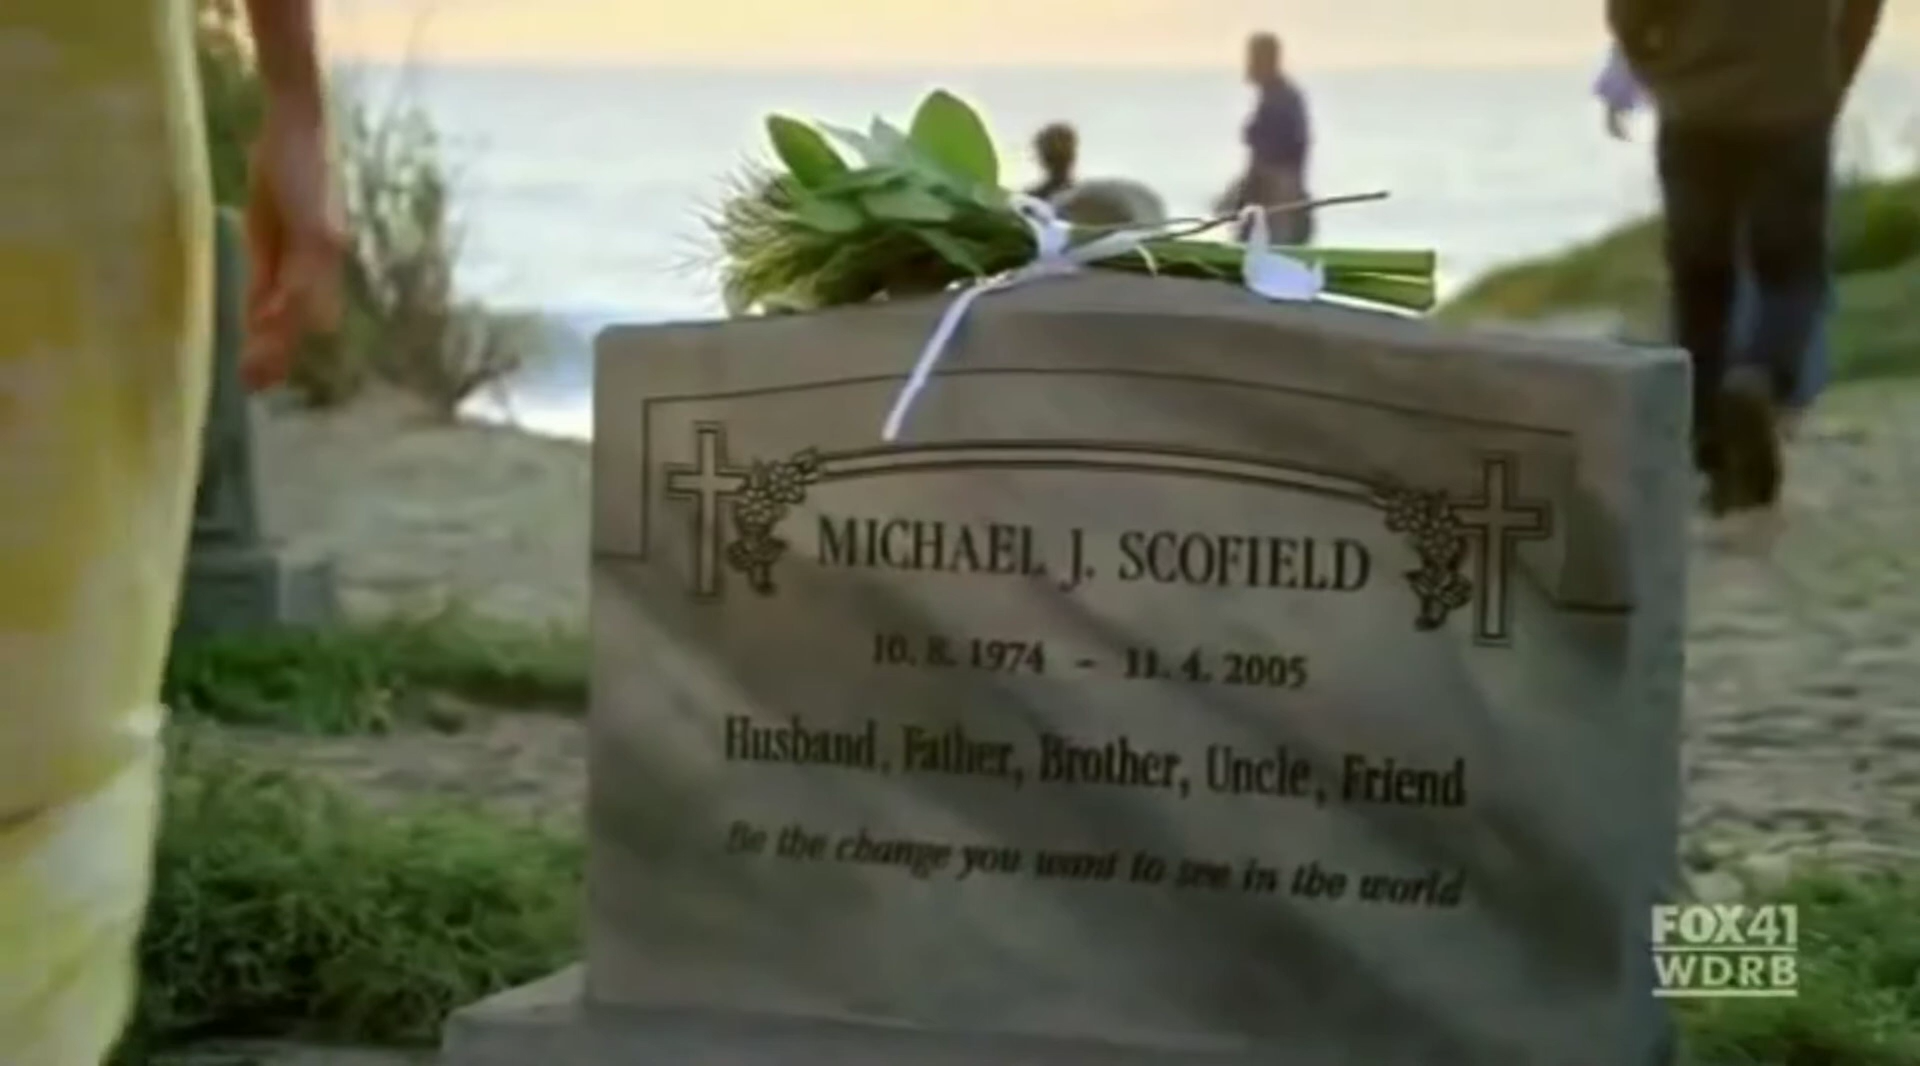 MICHAEL J. SCOFIELD
10. 8. 1974 - 11. 4. 2005
Husband, Father, Brother, Uncle, Friend
Be the change you want to see in the world
FOX41
WDRB